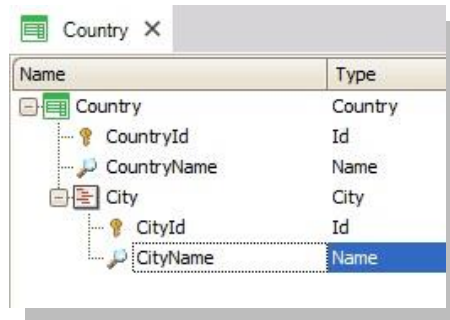 Country
Name Type
Country Country
CountryId Id
CountryName Name
City City
CityId Id
CityName Name